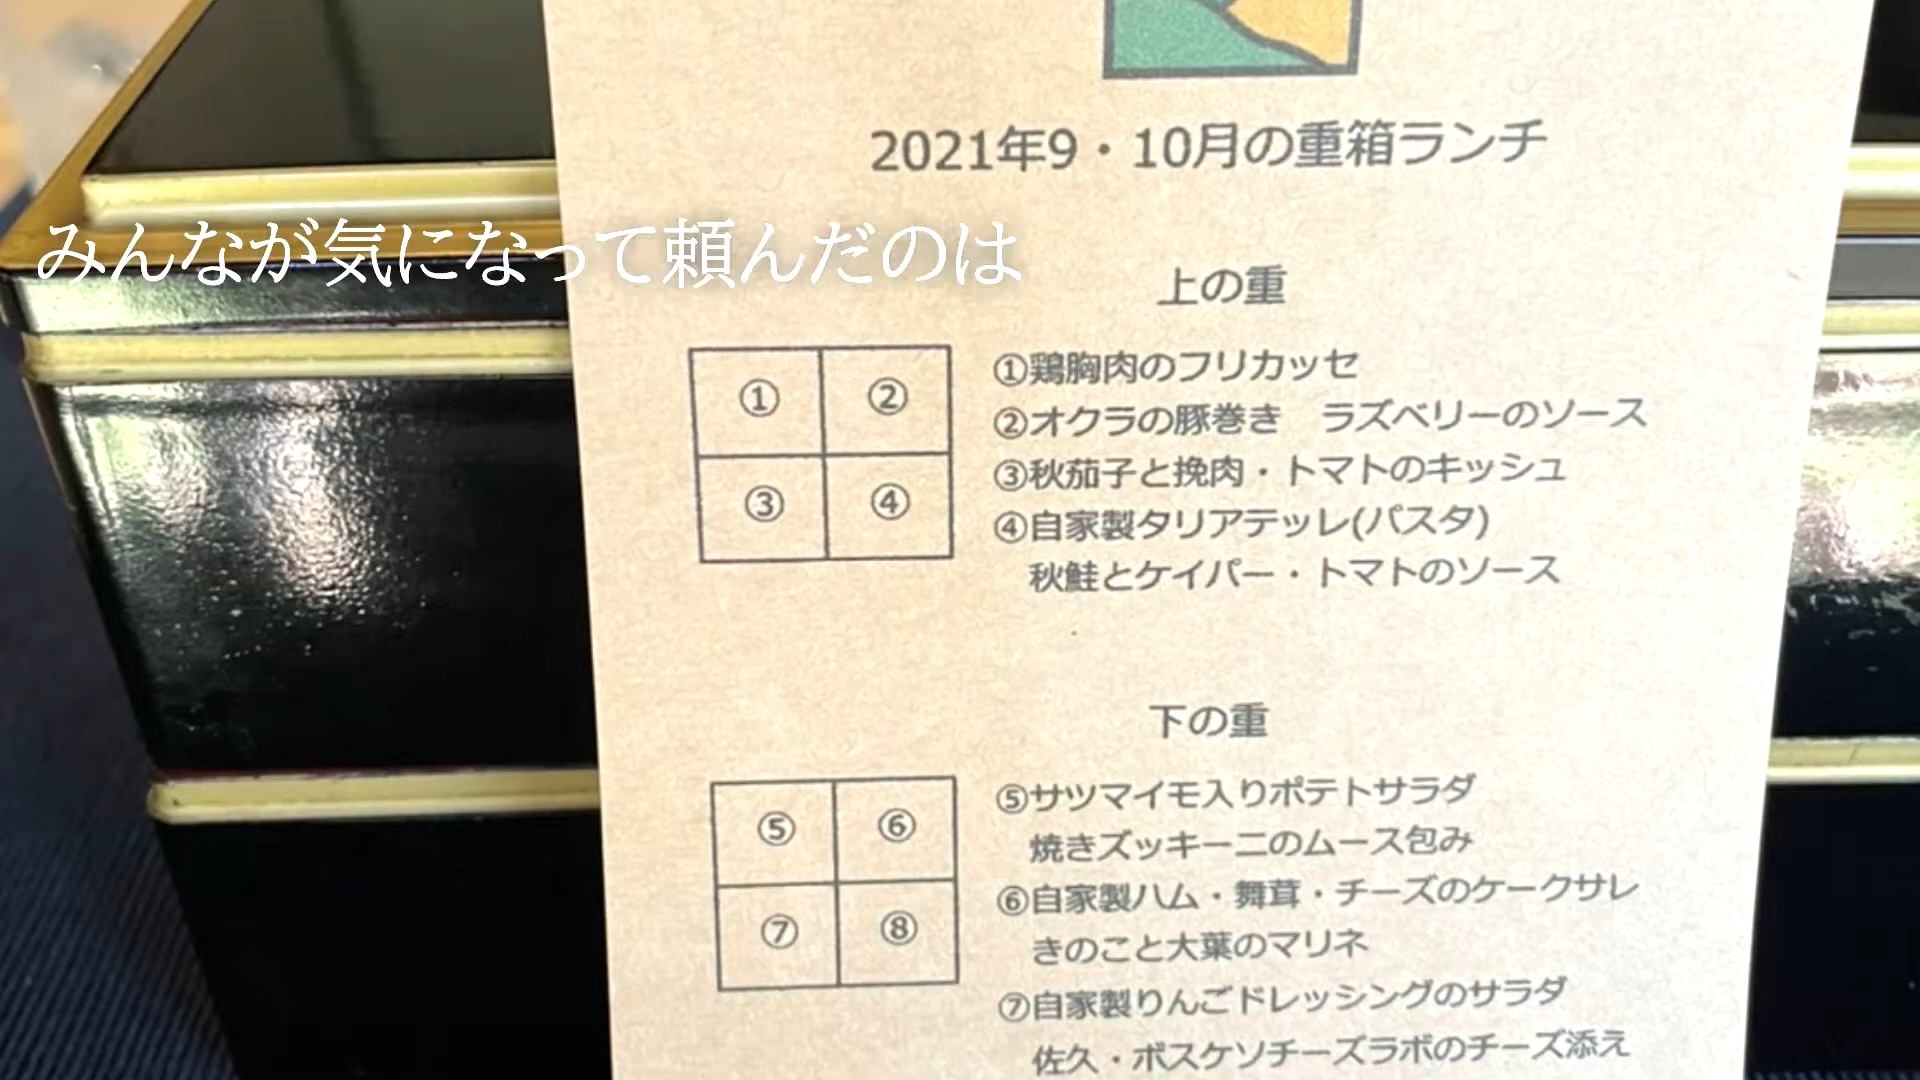 2021年9・10月の重箱ランチ
みんなが気になって頼んだのは
上の重
① ②
③ ④
①鶏胸肉のフリカッセ
②オクラの豚巻き　ラズベリーのソース
③秋茄子と挽肉・トマトのキッシュ
④自家製タリアテッレ(パスタ)
秋鮭とケイパー・トマトのソース
下の重
⑤ ⑥
⑦ ⑧
⑤サツマイモ入りポテトサラダ
焼きズッキーニのムース包み
⑥自家製ハム・舞茸・チーズのケークサレ
きのこと大葉のマリネ
⑦自家製りんごドレッシングのサラダ
佐久・ボスケソチーズラボのチーズ添え